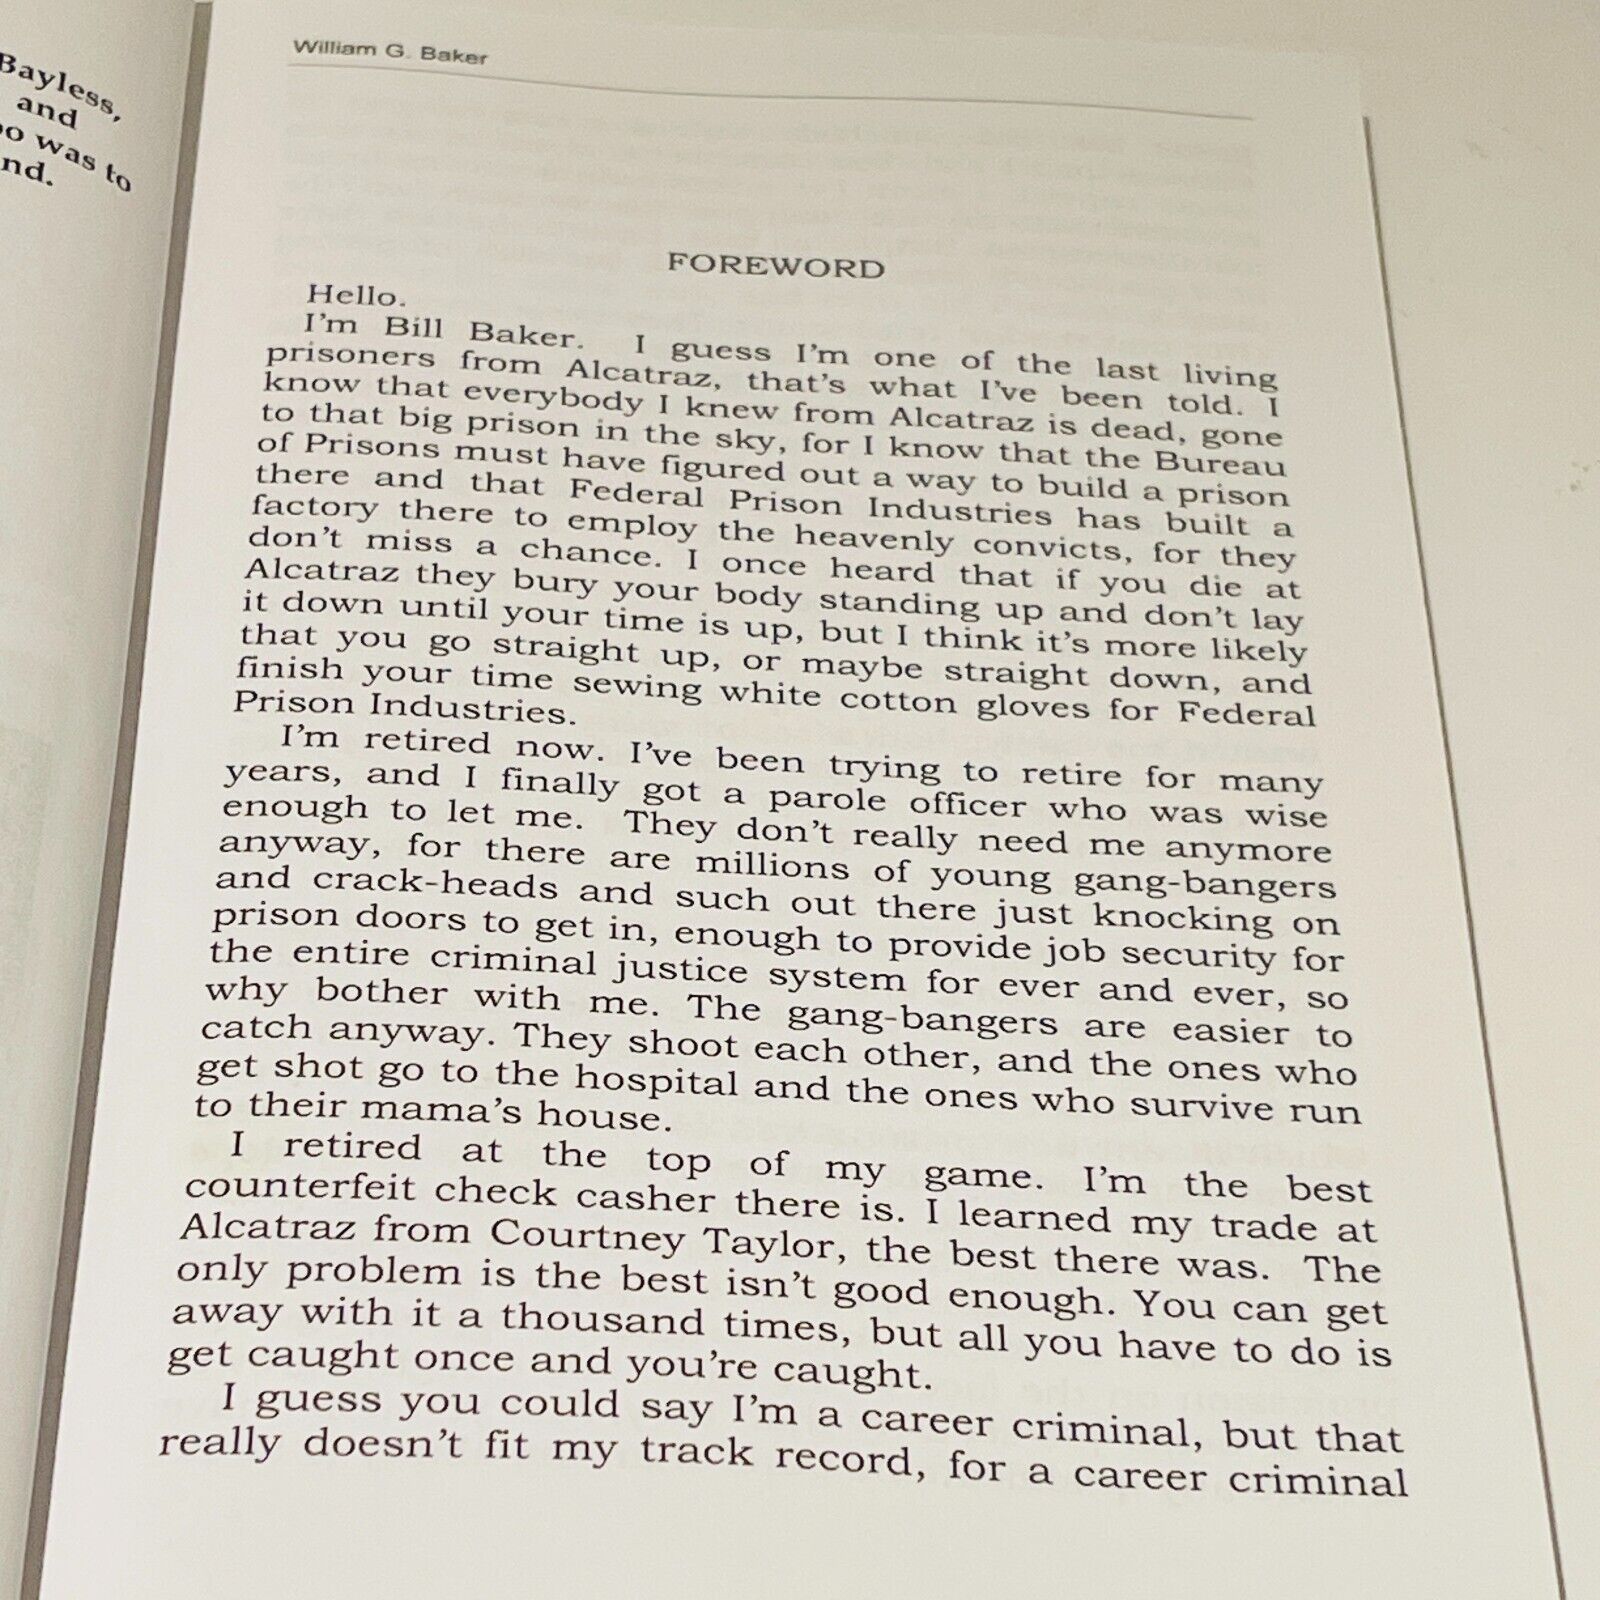 Bayless,
and
was to
William G. Baker
FOREWORD
Hello.
I'm Bill Baker. I guess I'm one of the last living
prisoners from Alcatraz, that's what I've been told. I
know that everybody I knew from Alcatraz is dead, gone
to that big prison in the sky, for I know that the Bureau
of Prisons must have figured out a way to build a prison
there and that Federal Prison Industries has built a
factory there to employ the heavenly convicts, for they
don't miss a chance. I once heard that if you die at
Alcatraz they bury your body standing up and don't lay
it down until your time is up, but I think it's more likely
that you go straight up, or maybe straight down, and
finish your time sewing white cotton gloves for Federal
Prison Industries.
I'm retired now. I've been trying to retire for many
years, and I finally got a parole officer who was wise
enough to let me. They don't really need me anymore
anyway, for there are millions of young gang-bangers
and crack-heads and such out there just knocking on
prison doors to get in, enough to provide job security for
the entire criminal justice system for ever and ever, so
why bother with me. The gang-bangers are easier to
catch anyway. They shoot each other, and the ones who
get shot go to the hospital and the ones who survive run
to their mama's house.
I retired at the top of my game. I'm the best
counterfeit check casher there is. I learned my trade at
Alcatraz from Courtney Taylor, the best there was. The
only problem is the best isn't good enough. You can get
away with it a thousand times, but all you have to do is
get caught once and you're caught.
I guess you could say I'm a career criminal, but that
really doesn't fit my track record, for a career criminal